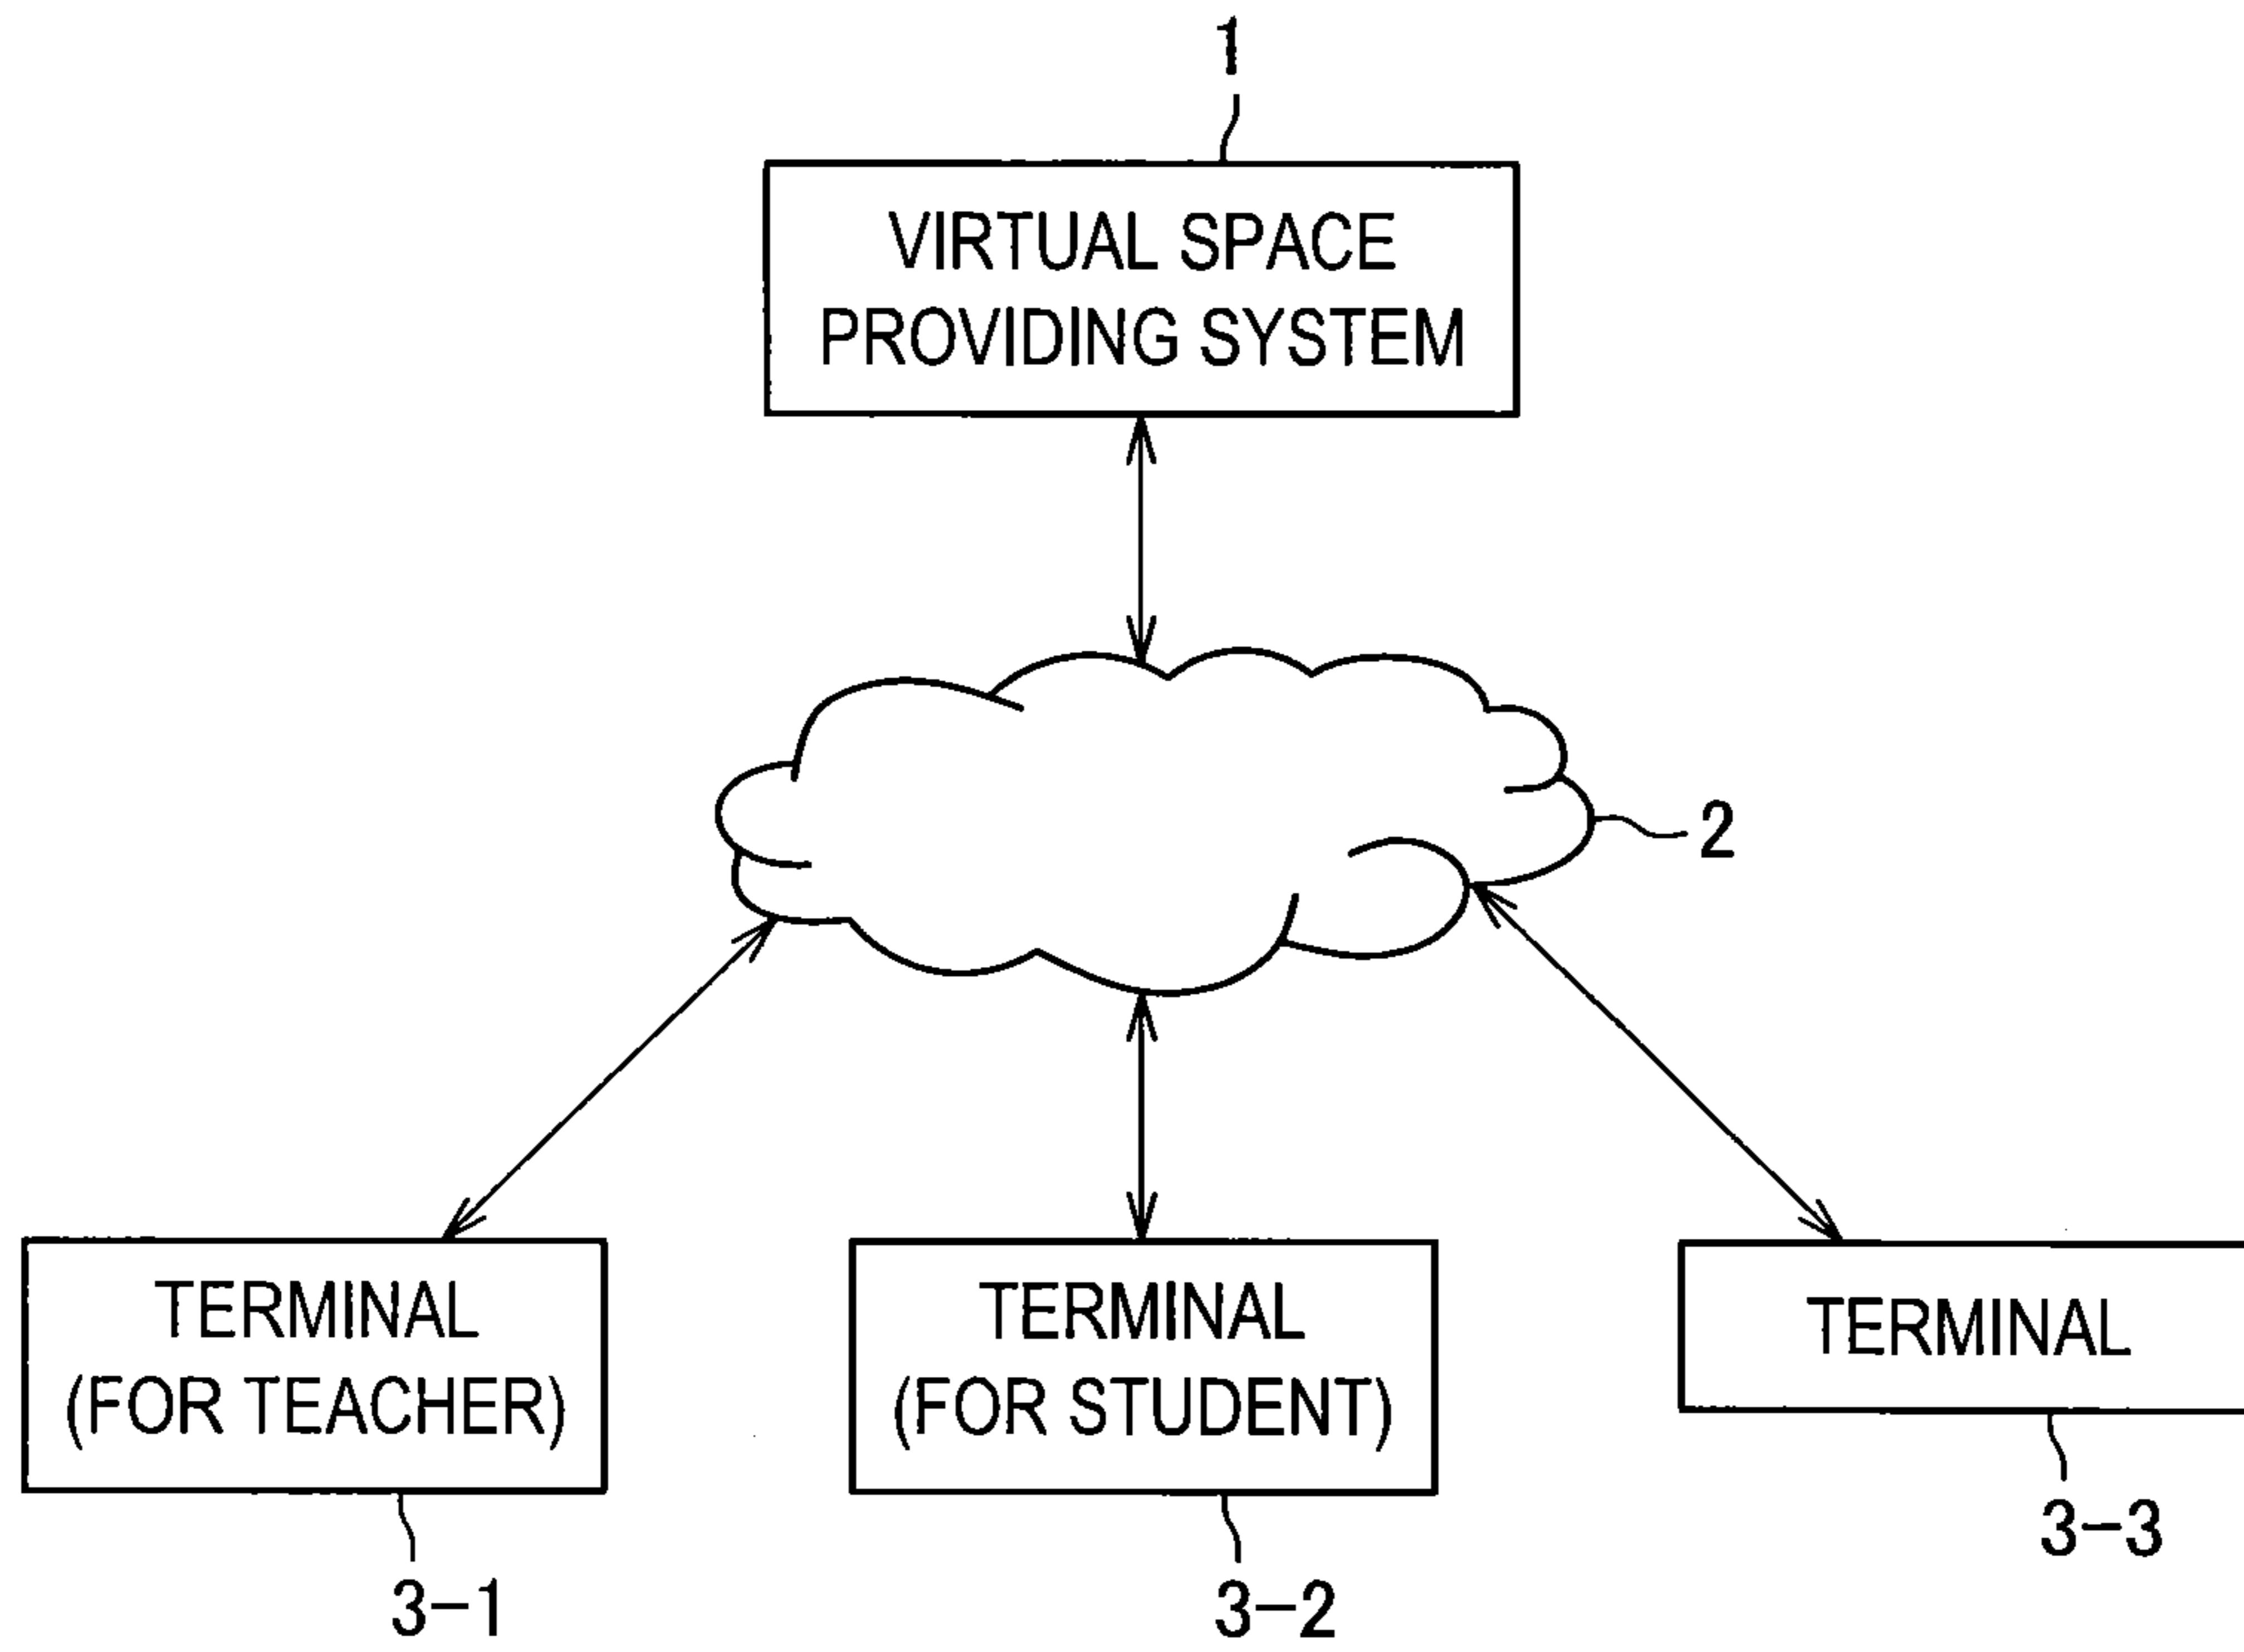 1
VIRTUAL SPACE
PROVIDING SYSTEM
2
TERMINAL
(FOR TEACHER)
TERMINAL
(FOR STUDENT)
TERMINAL
3-1
3-2
3-3